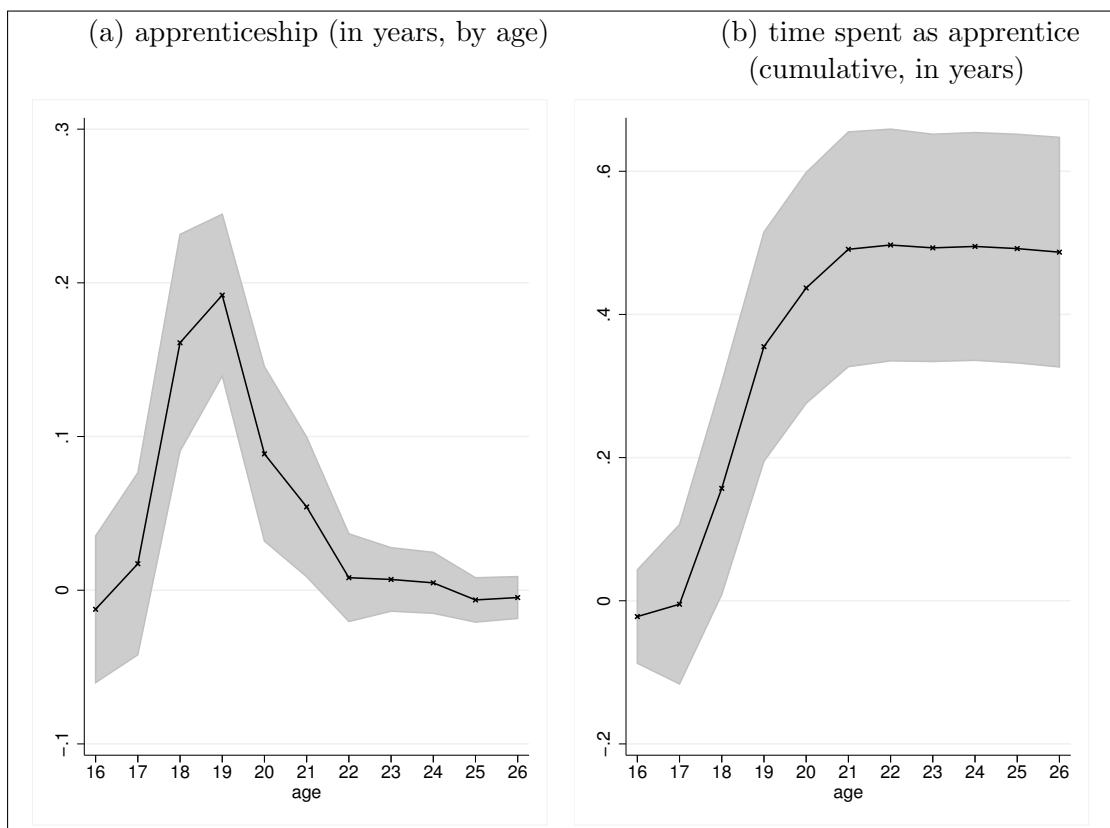 (a) apprenticeship (in years, by age)
.3
.2
.1
0
-.1
16 17 18 19 20 21 22 23 24 25 26
age
(b) time spent as apprentice
(cumulative, in years)
.6
.4
.2
0
-.2
16 17 18 19 20 21 22 23 24 25 26
age